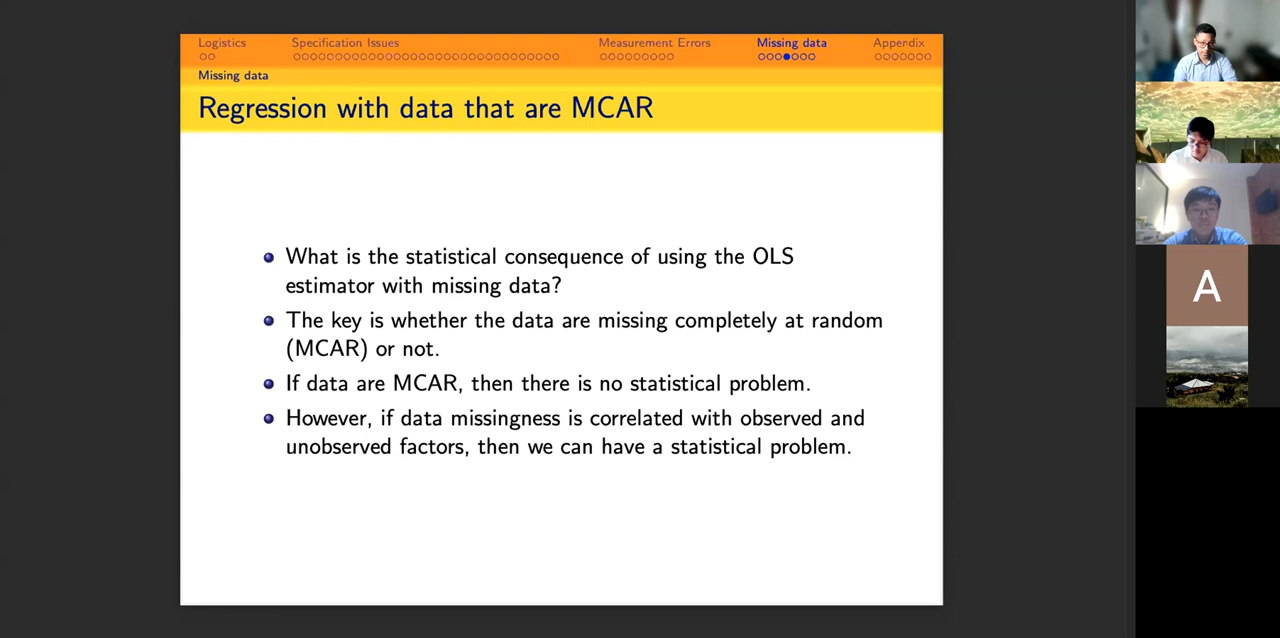 Logistics Specification Issues Measurement Errors Missing data Appendix
Missing data
Regression with data that are MCAR
What is the statistical consequence of using the OLS
estimator with missing data?
The key is whether the data are missing completely at random
(MCAR) or not.
If data are MCAR, then there is no statistical problem.
However, if data missingness is correlated with observed and
unobserved factors, then we can have a statistical problem.
A